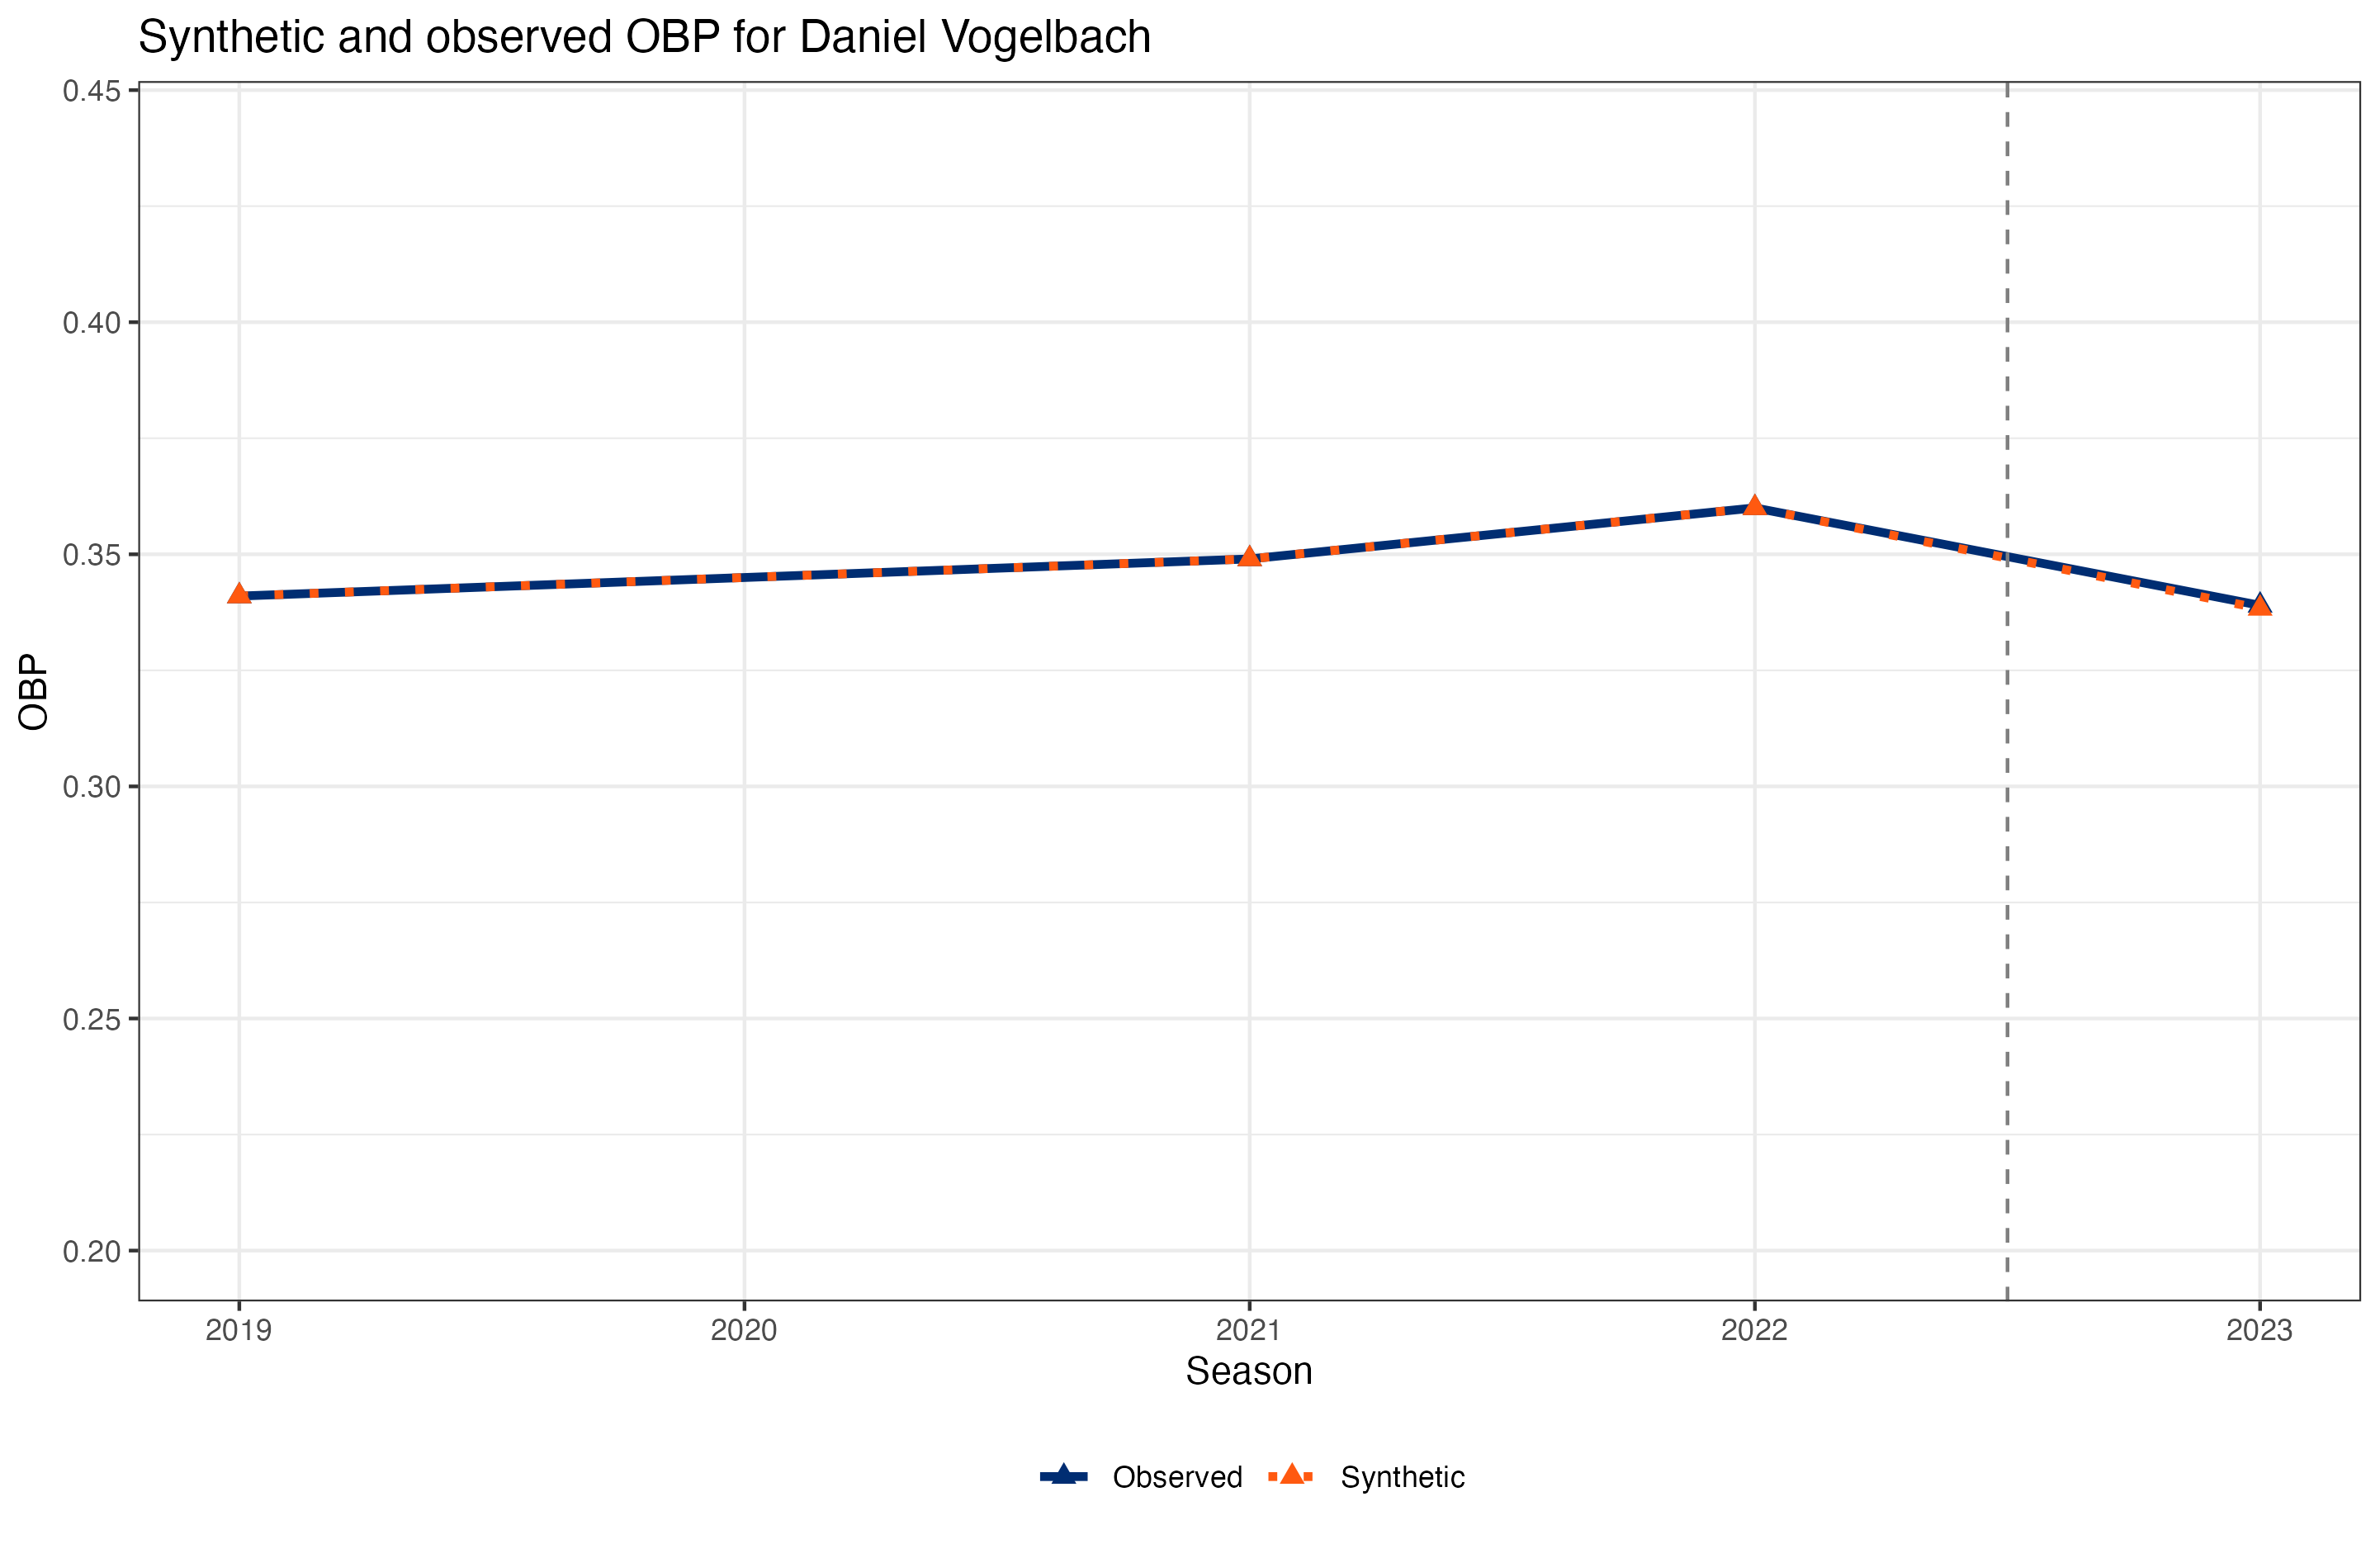 Synthetic and observed OBP for Daniel Vogelbach
0.45
0.40
0.35
0.30
0.25
0.20
OBP
2019 2020 2021 2022 2023
Season
Observed Synthetic